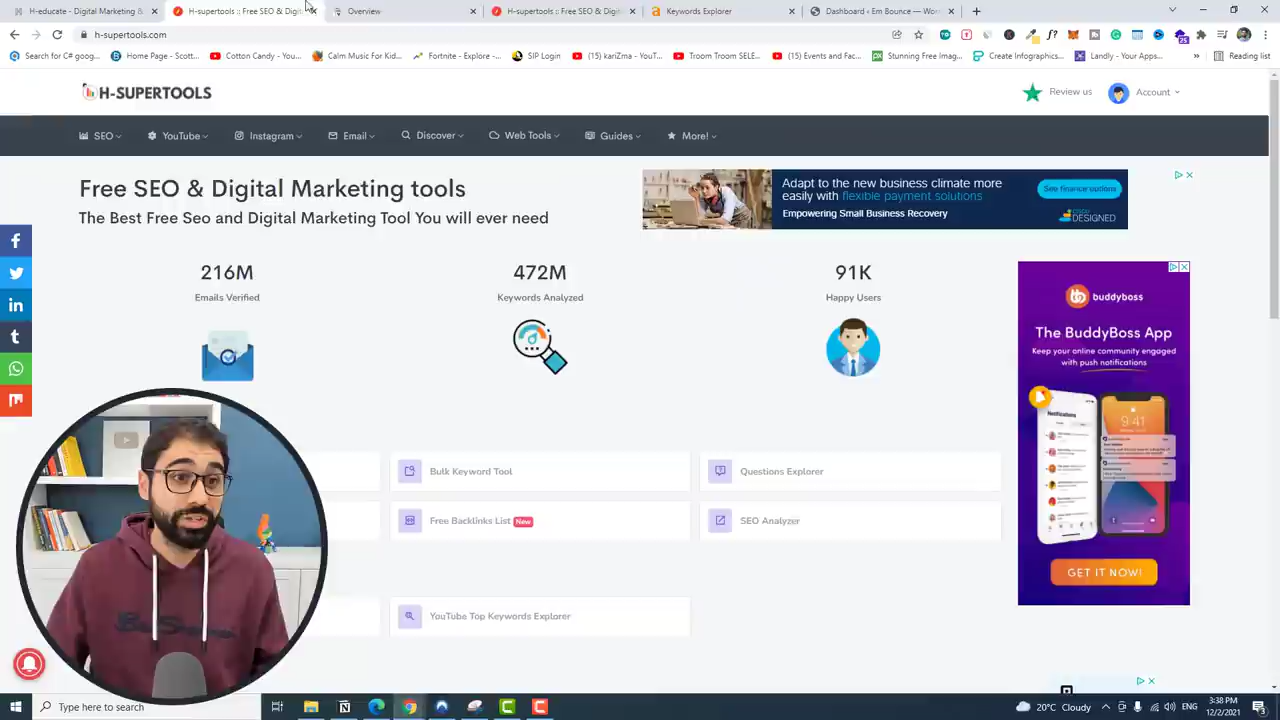 H-educate - Digital Marketing
H-supertools | Free SEO & Digit
Overview
H-supertools | Free SEO & Digit
Keywords Explorer
Dashboard ‹ Email Bounce — Wor
h-supertools.com
Search for C# goog...
Home Page - Scott...
Cotton Candy - You...
Calm Music For Kid...
Fortnite - Explore -...
SIP Login
(14) kariZma - YouT...
Troom Troom SELE...
(15) Events and Fac...
Stunning Free Imag...
Create Infographics...
Landly - Your Apps...
»
Reading list
H-SUPERTOOLS
Review us
Account
SEO
YouTube
Instagram
Email
Discover
Web Tools
Guides
More!
Free SEO & Digital Marketing tools
The Best Free Seo and Digital Marketing Tool You will ever need
Adapt to the new business climate more
easily with flexible payment solutions
Empowering Small Business Recovery
See finance options
DESIGNED
216M
Emails Verified
472M
Keywords Analyzed
91K
Happy Users
buddyboss
The BuddyBoss App
Keep your online community engaged
with push notifications
9:41
GET IT NOW!
Bulk Keyword Tool
Questions Explorer
Free Backlinks List New
SEO Analyzer
YouTube Top Keywords Explorer
Type here to search
20°C Cloudy
3:38 PM
12/2/2021